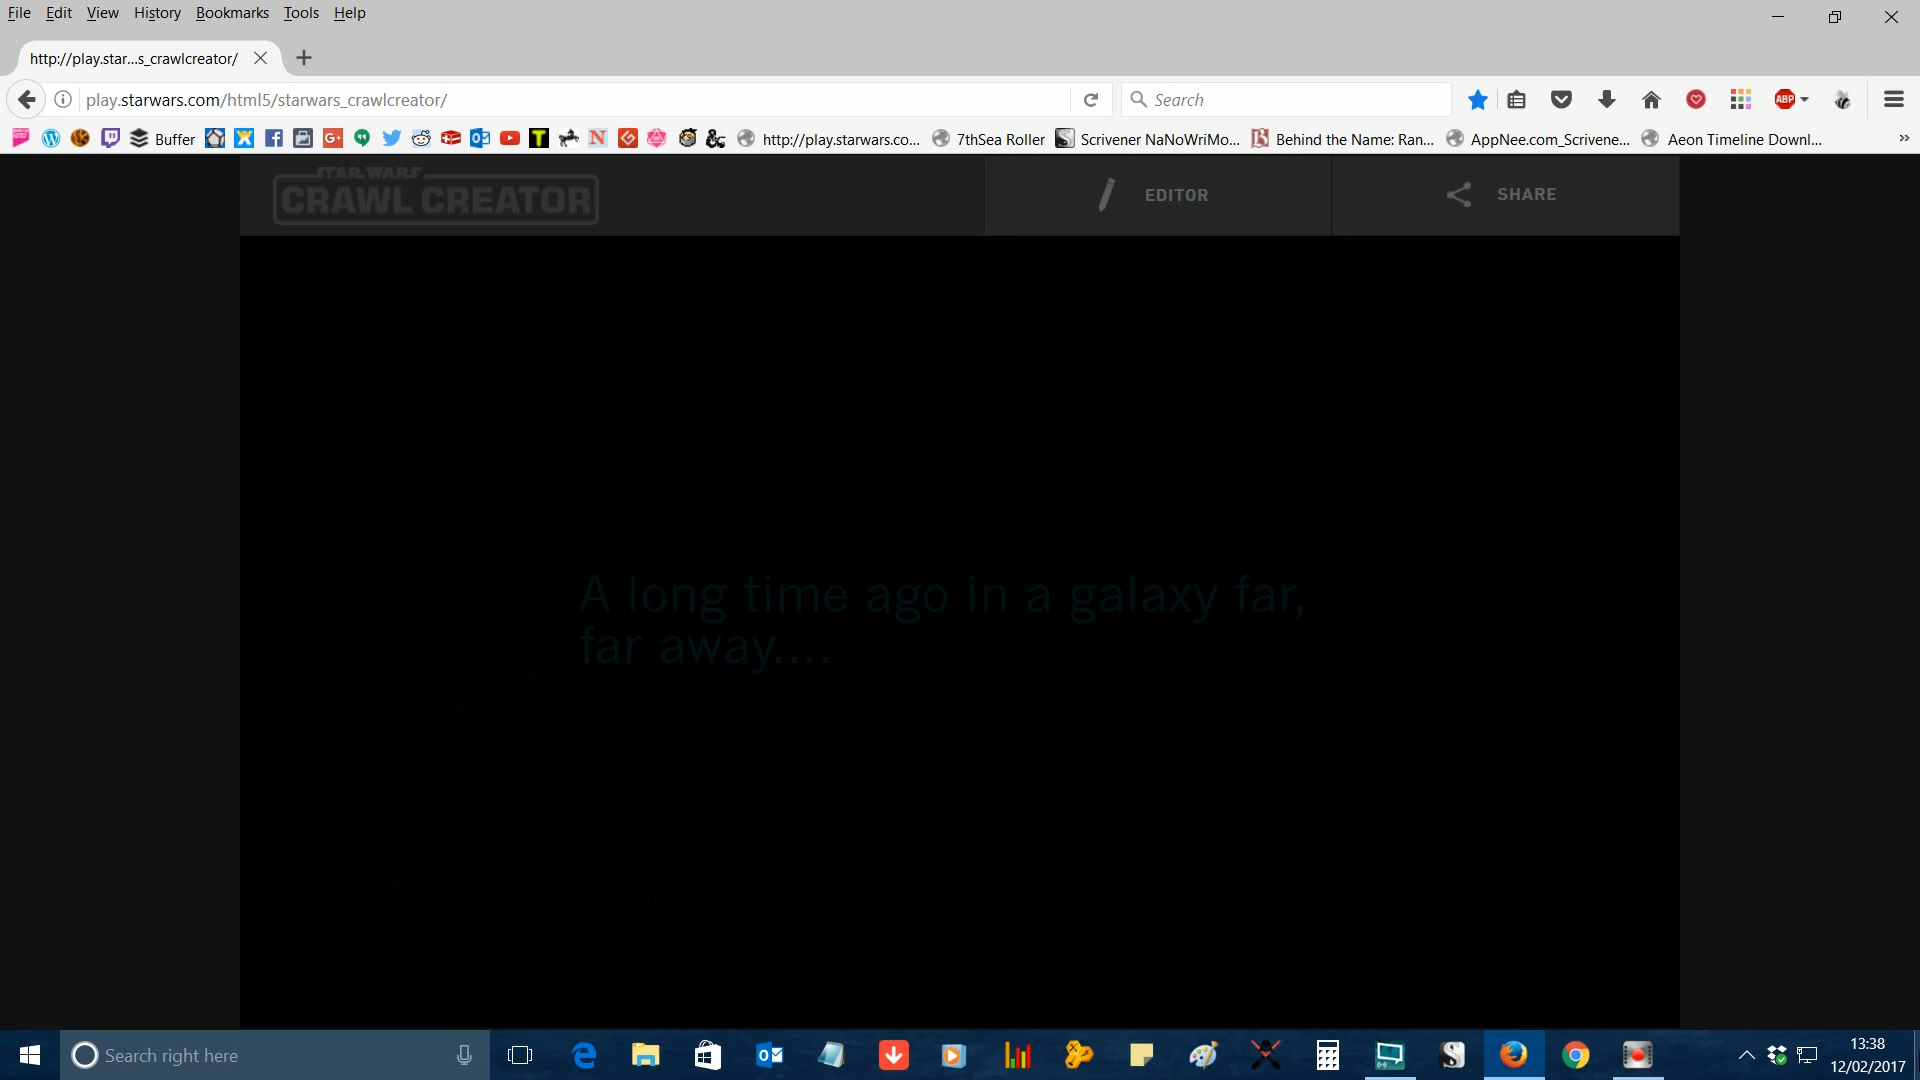 File Edit View History Bookmarks Tools Help
http://play.star...s_crawlcreator/
play.starwars.com/html5/starwars_crawlcreator/
Search
ABP
Buffer
http://play.starwars.co...
7thSea Roller
Scrivener NaNoWriMo...
Behind the Name: Ran...
AppNee.com_Scrivene...
Aeon Timeline Downl...
STAR WARS
CRAWL CREATOR
EDITOR
SHARE
A long time ago in a galaxy far,
far away....
Search right here
13:38
12/02/2017